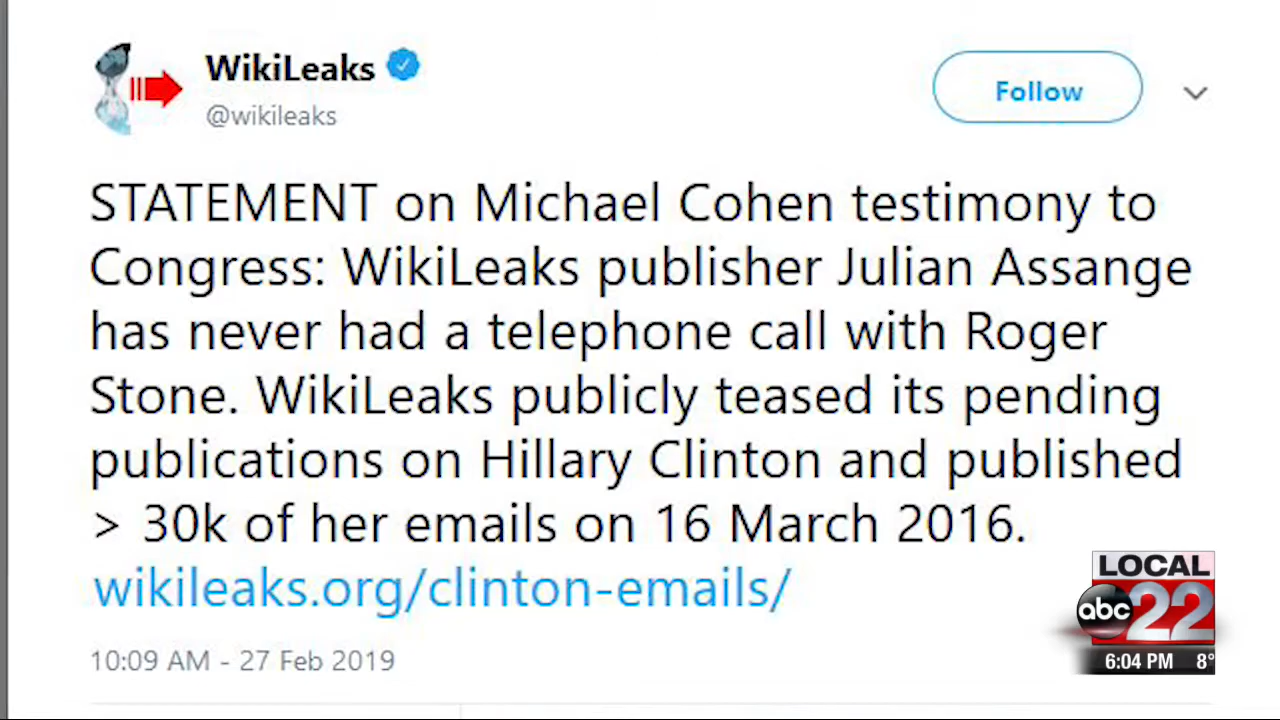 WikiLeaks
@wikileaks
Follow
STATEMENT on Michael Cohen testimony to
Congress: WikiLeaks publisher Julian Assange
has never had a telephone call with Roger
Stone. WikiLeaks publicly teased its pending
publications on Hillary Clinton and published
> 30k of her emails on 16 March 2016.
wikileaks.org/clinton-emails/
10:09 AM - 27 Feb 2019
LOCAL
abc 22
6:04 PM 8°